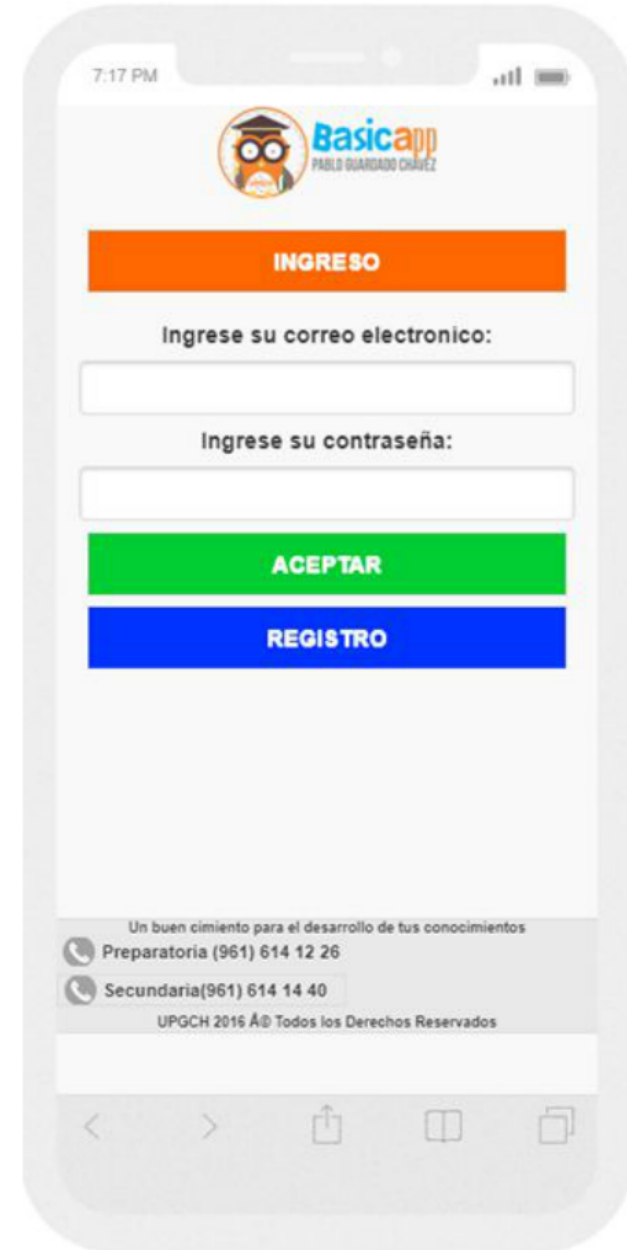 7:17 PM
Basicapp
PABLO GUARDADO CHÁVEZ
INGRESO
Ingrese su correo electronico:
Ingrese su contraseña:
ACEPTAR
REGISTRO
Un buen cimiento para el desarrollo de tus conocimientos
Preparatoria (961) 614 12 26
Secundaria(961) 614 14 40
UPGCH 2016 Â© Todos los Derechos Reservados